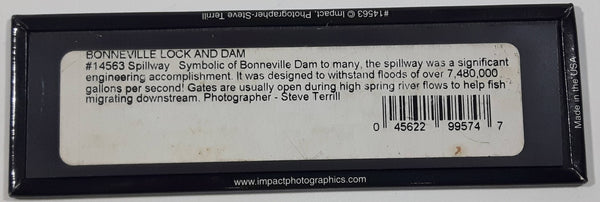 #14563 © Impact, Photographer-Steve Terrill
BONNEVILLE LOCK AND DAM
#14563 Spillway Symbolic of Bonneville Dam to many, the spillway was a significant
engineering accomplishment. It was designed to withstand floods of over 7,480,000
gallons per second! Gates are usually open during high spring river flows to help fish
migrating downstream. Photographer - Steve Terrill
0 45622 99574 7
Made in the USA
www.impactphotographics.com